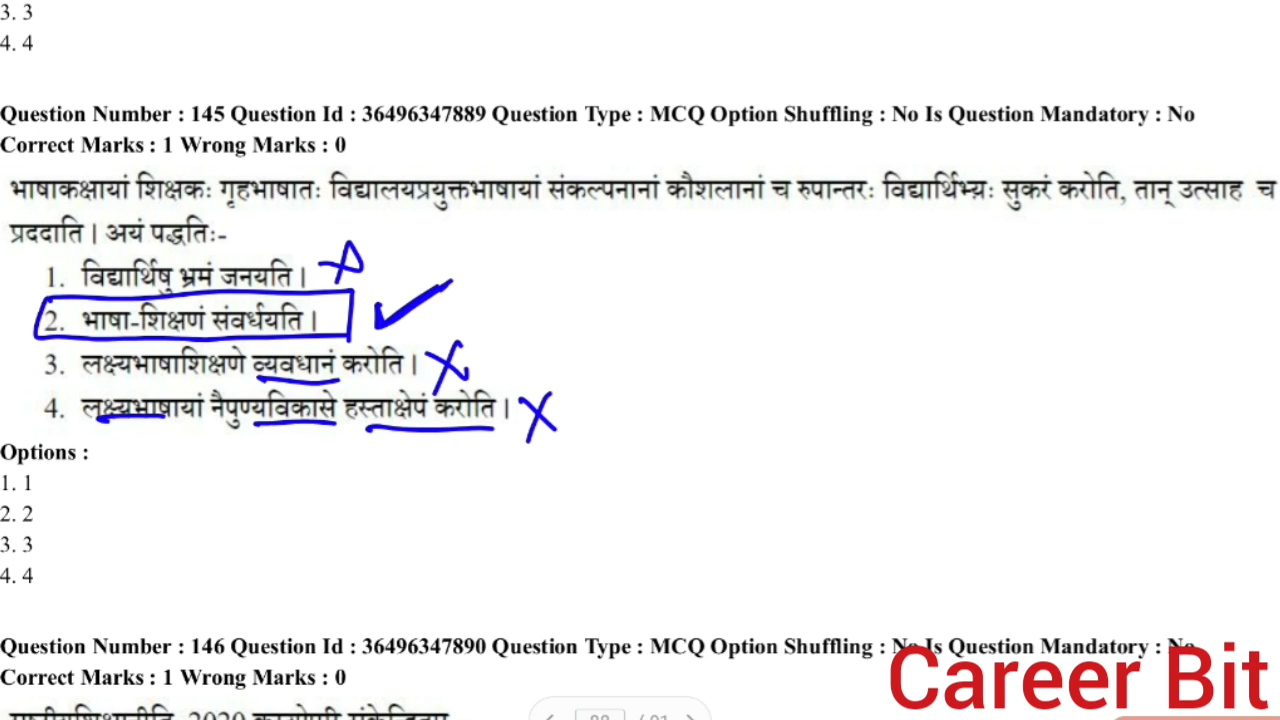 3. 3
4. 4
Question Number : 145 Question Id : 36496347889 Question Type : MCQ Option Shuffling : No Is Question Mandatory : No
Correct Marks : 1 Wrong Marks : 0
भाषाकक्षायां शिक्षकः गृहभाषातः विद्यालयप्रयुक्तभाषायां संकल्पनानां कौशलानां च रुपान्तरः विद्यार्थिभ्यः सुकरं करोति, तान् उत्साह च
प्रददाति । अयं पद्धतिः-
1. विद्यार्थिषु भ्रमं जनयति ।
2. भाषा-शिक्षणं संवर्धयति ।
3. लक्ष्यभाषाशिक्षणे व्यवधानं करोति ।
4. लक्ष्यभाषायां नैपुण्यविकासे हस्ताक्षेपं करोति ।
Options :
1. 1
2. 2
3. 3
4. 4
Question Number : 146 Question Id : 36496347890 Question Type : MCQ Option Shuffling : No Is Question Mandatory : No
Correct Marks : 1 Wrong Marks : 0
Career Bit